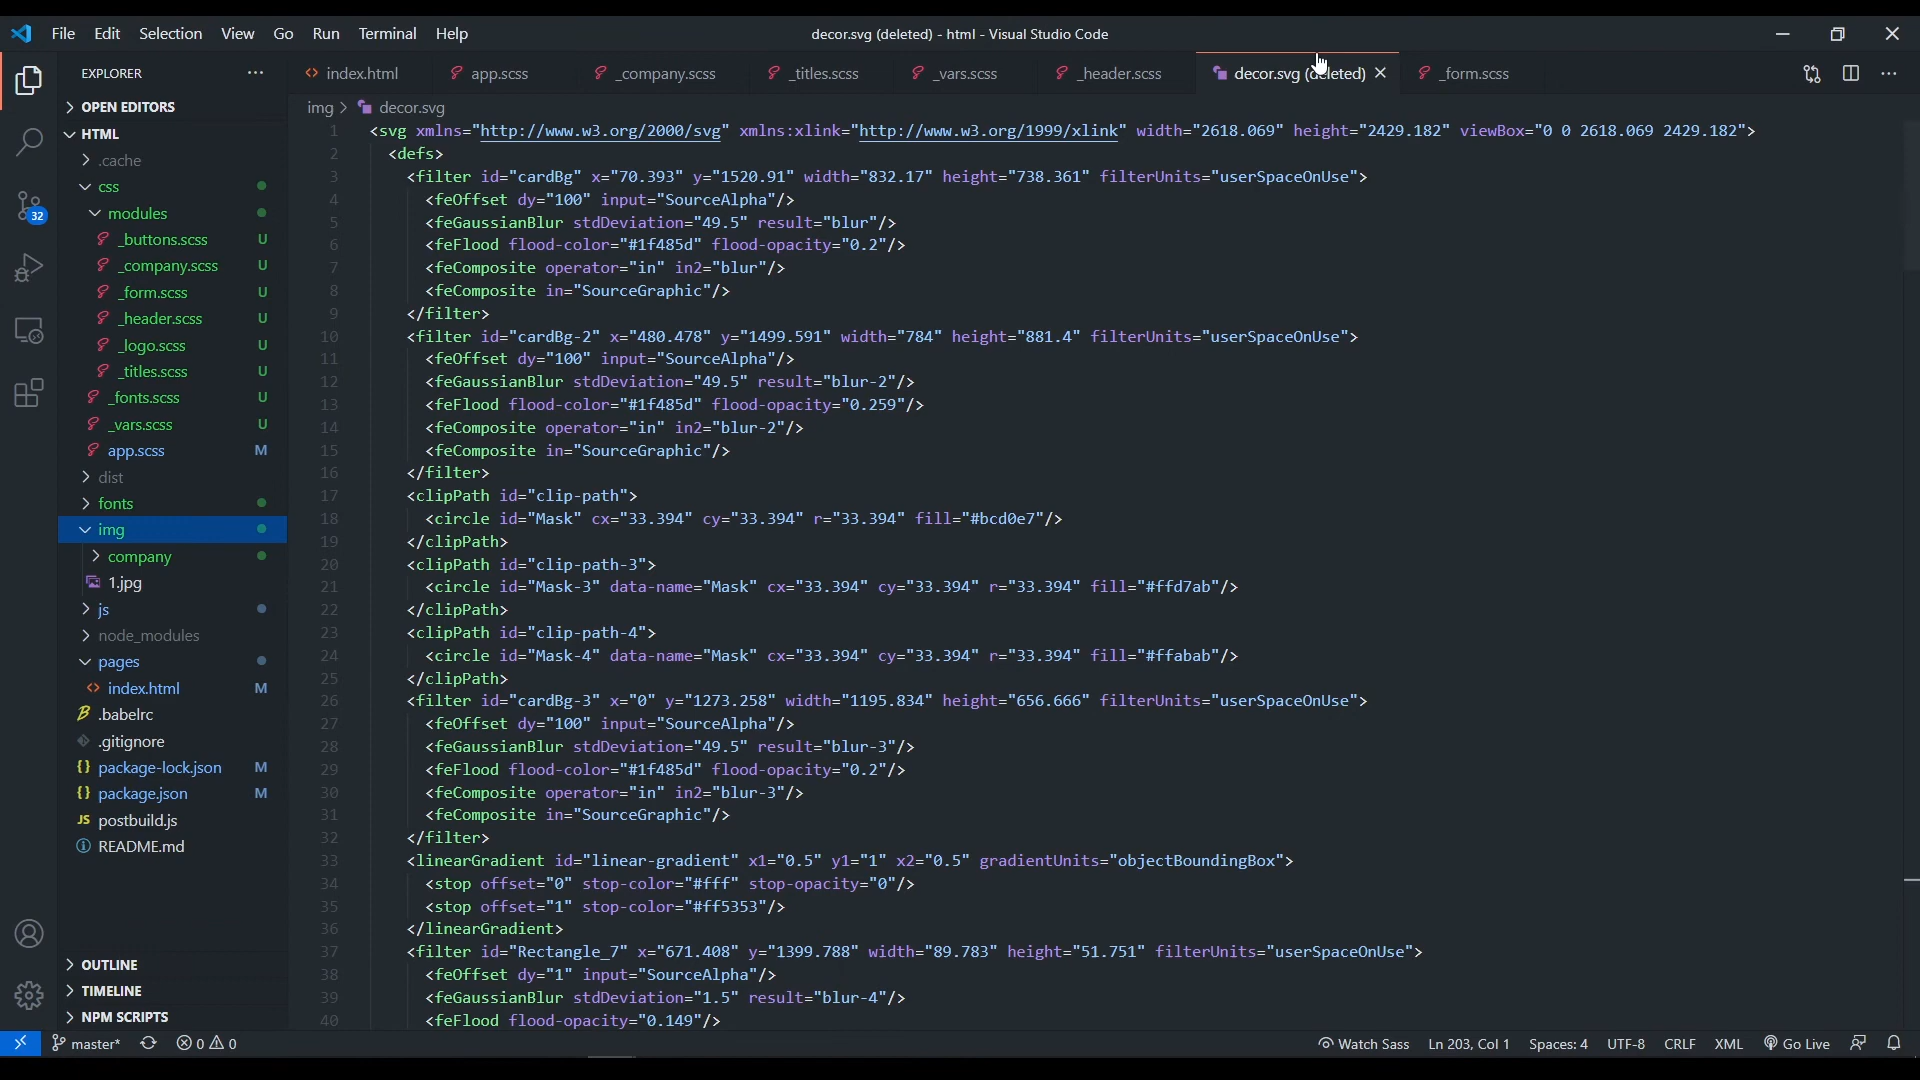 File Edit Selection View Go Run Terminal Help
decor.svg (deleted) - html - Visual Studio Code
EXPLORER
index.html
app.scss
_company.scss
_titles.scss
_vars.scss
_header.scss
decor.svg (deleted)
_form.scss
img > decor.svg
OPEN EDITORS
HTML
.cache
css
modules
_buttons.scss U
_company.scss U
_form.scss U
_header.scss U
_logo.scss U
_titles.scss U
_fonts.scss U
_vars.scss U
app.scss M
dist
fonts
img
company
1.jpg
js
node_modules
pages
index.html M
.babelrc
.gitignore
package-lock.json M
package.json M
postbuild.js
README.md
OUTLINE
TIMELINE
NPM SCRIPTS
32
1 <svg xmlns="http://www.w3.org/2000/svg" xmlns:xlink="http://www.w3.org/1999/xlink" width="2618.069" height="2429.182" viewBox="0 0 2618.069 2429.182">
2 <defs>
3 <filter id="cardBg" x="70.393" y="1520.91" width="832.17" height="738.361" filterUnits="userSpaceOnUse">
4 <feOffset dy="100" input="SourceAlpha"/>
5 <feGaussianBlur stdDeviation="49.5" result="blur"/>
6 <feFlood flood-color="#1f485d" flood-opacity="0.2"/>
7 <feComposite operator="in" in2="blur"/>
8 <feComposite in="SourceGraphic"/>
9 </filter>
10 <filter id="cardBg-2" x="480.478" y="1499.591" width="784" height="881.4" filterUnits="userSpaceOnUse">
11 <feOffset dy="100" input="SourceAlpha"/>
12 <feGaussianBlur stdDeviation="49.5" result="blur-2"/>
13 <feFlood flood-color="#1f485d" flood-opacity="0.259"/>
14 <feComposite operator="in" in2="blur-2"/>
15 <feComposite in="SourceGraphic"/>
16 </filter>
17 <clipPath id="clip-path">
18 <circle id="Mask" cx="33.394" cy="33.394" r="33.394" fill="#bcd0e7"/>
19 </clipPath>
20 <clipPath id="clip-path-3">
21 <circle id="Mask-3" data-name="Mask" cx="33.394" cy="33.394" r="33.394" fill="#ffd7ab"/>
22 </clipPath>
23 <clipPath id="clip-path-4">
24 <circle id="Mask-4" data-name="Mask" cx="33.394" cy="33.394" r="33.394" fill="#ffabab"/>
25 </clipPath>
26 <filter id="cardBg-3" x="0" y="1273.258" width="1195.834" height="656.666" filterUnits="userSpaceOnUse">
27 <feOffset dy="100" input="SourceAlpha"/>
28 <feGaussianBlur stdDeviation="49.5" result="blur-3"/>
29 <feFlood flood-color="#1f485d" flood-opacity="0.2"/>
30 <feComposite operator="in" in2="blur-3"/>
31 <feComposite in="SourceGraphic"/>
32 </filter>
33 <linearGradient id="linear-gradient" x1="0.5" y1="1" x2="0.5" gradientUnits="objectBoundingBox">
34 <stop offset="0" stop-color="#fff" stop-opacity="0"/>
35 <stop offset="1" stop-color="#ff5353"/>
36 </linearGradient>
37 <filter id="Rectangle_7" x="671.408" y="1399.788" width="89.783" height="51.751" filterUnits="userSpaceOnUse">
38 <feOffset dy="1" input="SourceAlpha"/>
39 <feGaussianBlur stdDeviation="1.5" result="blur-4"/>
40 <feFlood flood-opacity="0.149"/>
master* 0 0
Watch Sass Ln 203, Col 1 Spaces: 4 UTF-8 CRLF XML Go Live